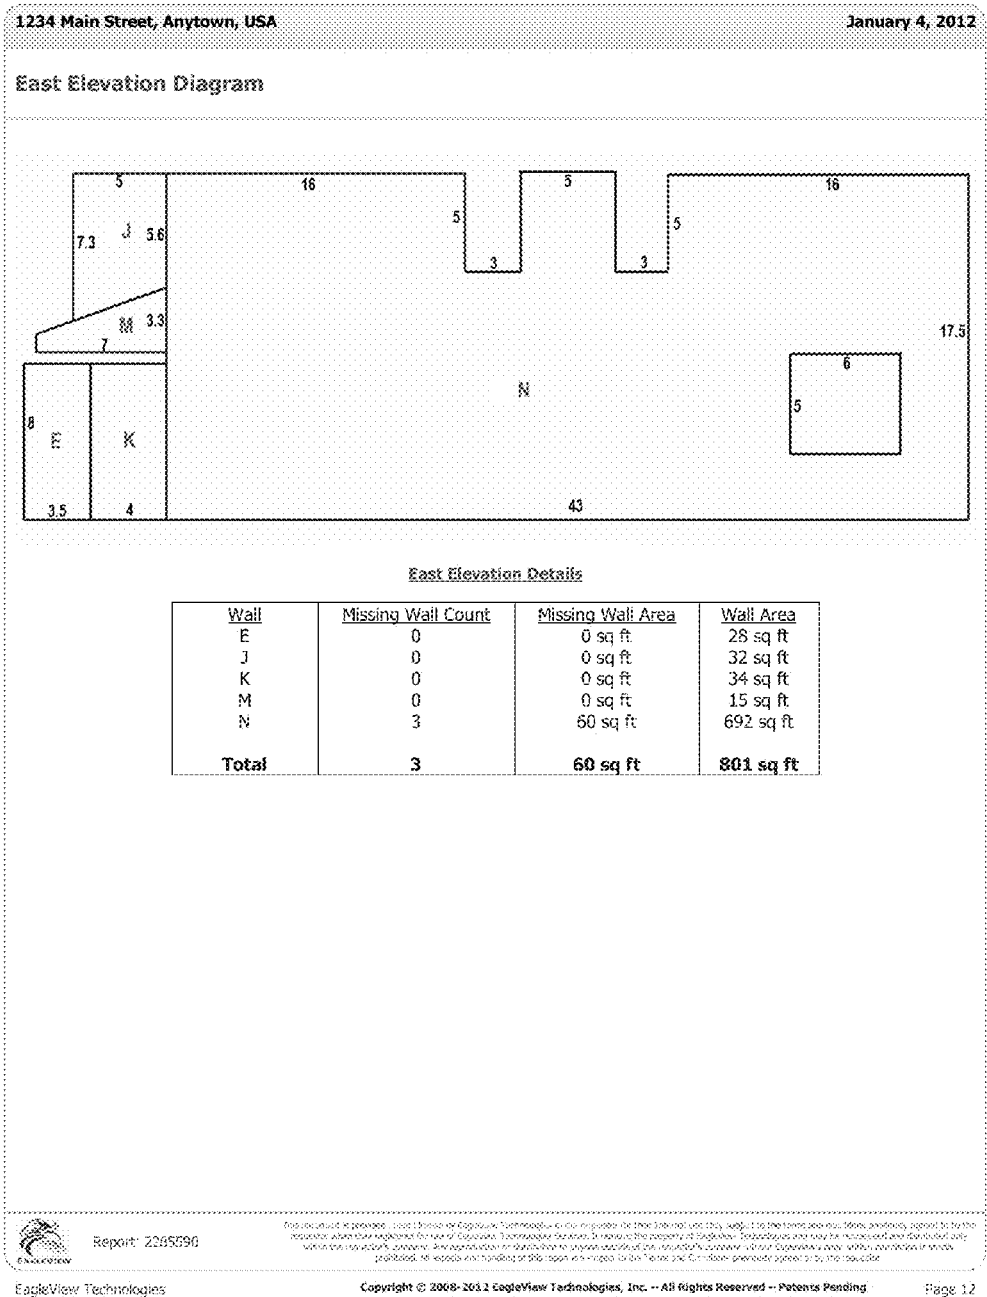 1234 Main Street, Anytown, USA January 4, 2012
East Elevation Diagram
5 16 5 16
5 5
J 5.6
7.3
3 3
M 3.3
7
17.5
6
N
5
8
E K
3.5 4 43
East Elevation Details
Wall Missing Wall Count Missing Wall Area Wall Area
E 0 0 sq ft 28 sq ft
J 0 0 sq ft 32 sq ft
K 0 0 sq ft 34 sq ft
M 0 0 sq ft 15 sq ft
N 3 60 sq ft 692 sq ft
Total 3 60 sq ft 801 sq ft
Report: 2285590
EagleView Technologies Copyright © 2008-2012 EagleView Technologies, Inc. -- All Rights Reserved -- Patents Pending Page 12